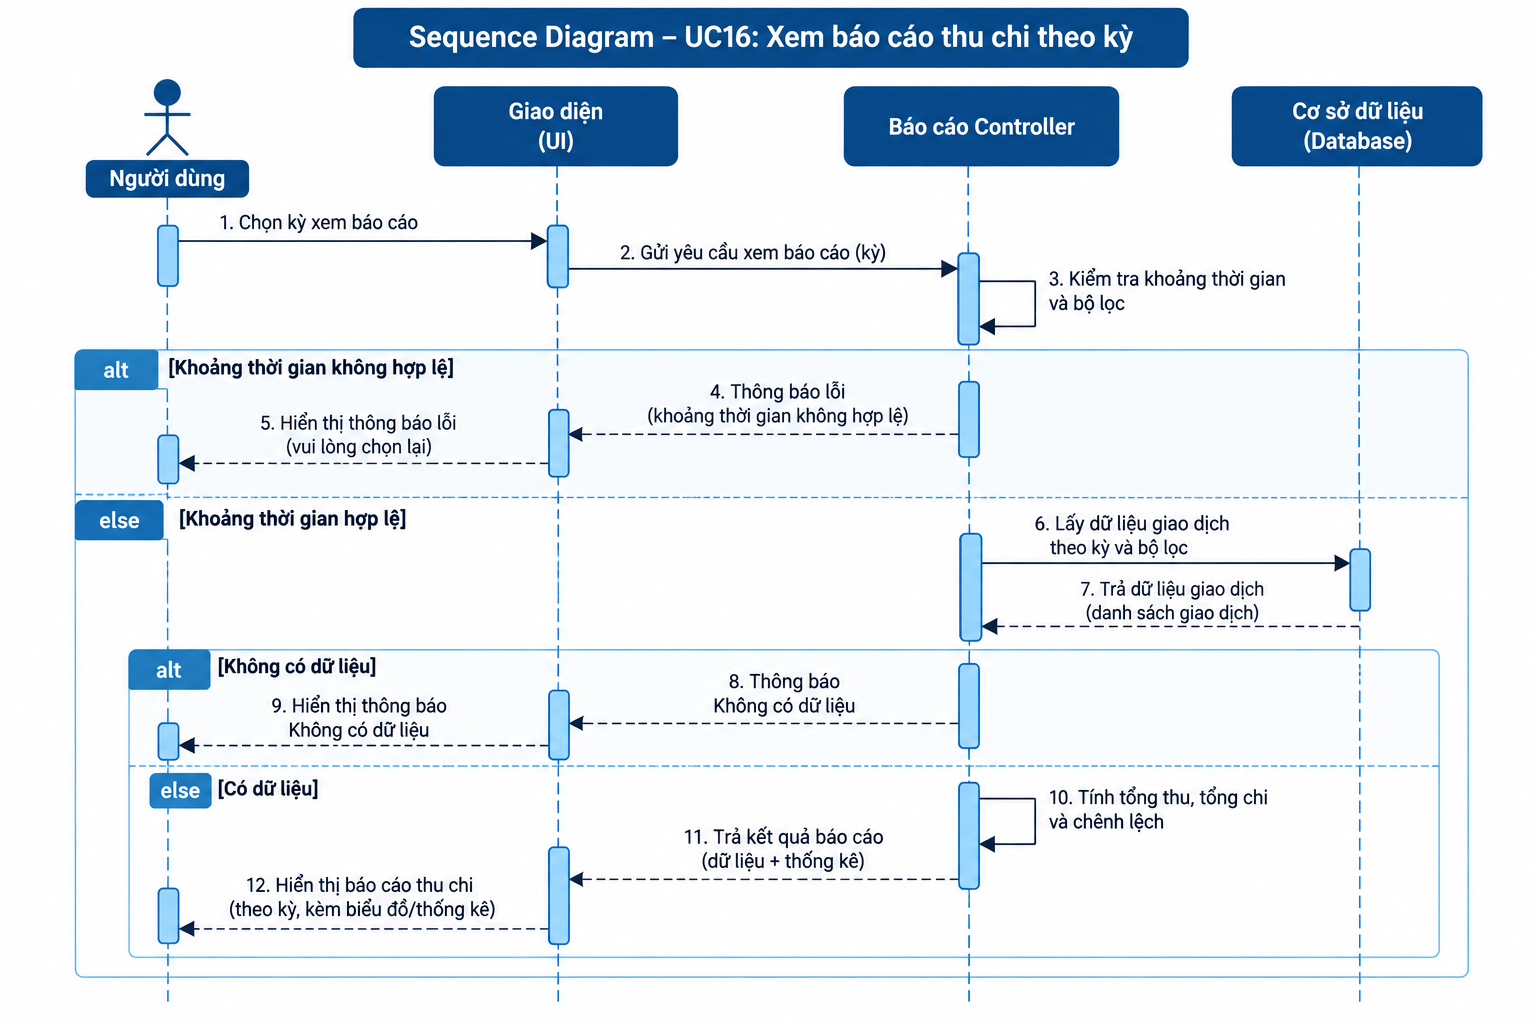 Sequence Diagram – UC16: Xem báo cáo thu chi theo kỳ
Người dùng
Giao diện
(UI)
Báo cáo Controller
Cơ sở dữ liệu
(Database)
1. Chọn kỳ xem báo cáo
2. Gửi yêu cầu xem báo cáo (kỳ)
3. Kiểm tra khoảng thời gian
và bộ lọc
alt
[Khoảng thời gian không hợp lệ]
4. Thông báo lỗi
(khoảng thời gian không hợp lệ)
5. Hiển thị thông báo lỗi
(vui lòng chọn lại)
else
[Khoảng thời gian hợp lệ]
6. Lấy dữ liệu giao dịch
theo kỳ và bộ lọc
7. Trả dữ liệu giao dịch
(danh sách giao dịch)
alt
[Không có dữ liệu]
8. Thông báo
Không có dữ liệu
9. Hiển thị thông báo
Không có dữ liệu
else
[Có dữ liệu]
10. Tính tổng thu, tổng chi
và chênh lệch
11. Trả kết quả báo cáo
(dữ liệu + thống kê)
12. Hiển thị báo cáo thu chi
(theo kỳ, kèm biểu đồ/thống kê)